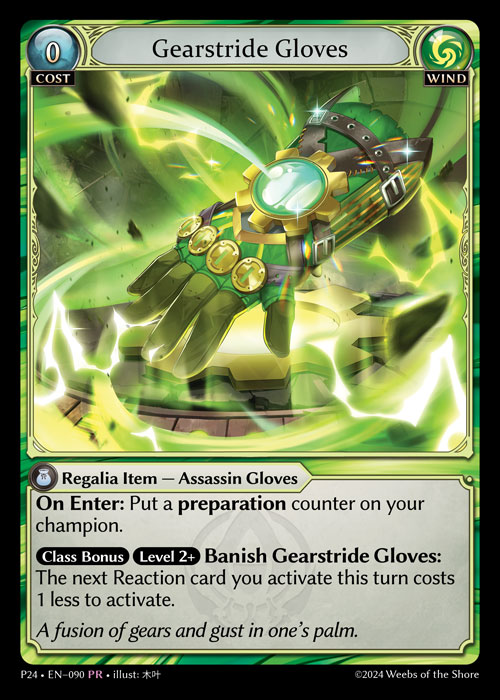 0
COST
Gearstride Gloves
WIND
Regalia Item — Assassin Gloves
On Enter: Put a preparation counter on your
champion.
Class Bonus Level 2+ Banish Gearstride Gloves:
The next Reaction card you activate this turn costs
1 less to activate.
A fusion of gears and gust in one's palm.
P24 • EN–090 PR • illust: 木叶
©2024 Weebs of the Shore